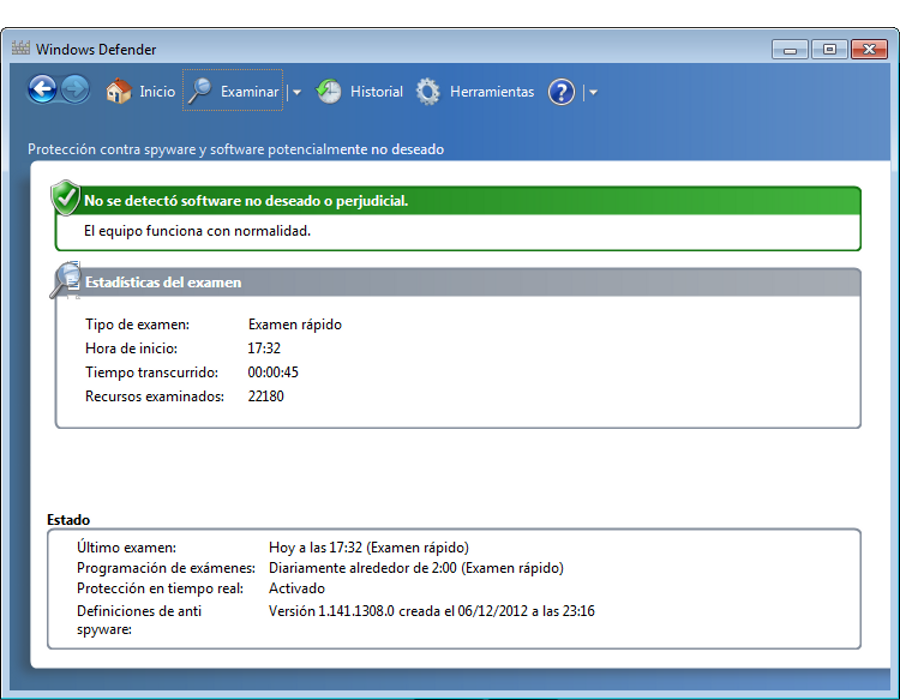 Windows Defender
Inicio Examinar Historial Herramientas ?
Protección contra spyware y software potencialmente no deseado
No se detectó software no deseado o perjudicial.
El equipo funciona con normalidad.
Estadísticas del examen
Tipo de examen: Examen rápido
Hora de inicio: 17:32
Tiempo transcurrido: 00:00:45
Recursos examinados: 22180
Estado
Último examen: Hoy a las 17:32 (Examen rápido)
Programación de exámenes: Diariamente alrededor de 2:00 (Examen rápido)
Protección en tiempo real: Activado
Definiciones de anti Versión 1.141.1308.0 creada el 06/12/2012 a las 23:16
spyware: